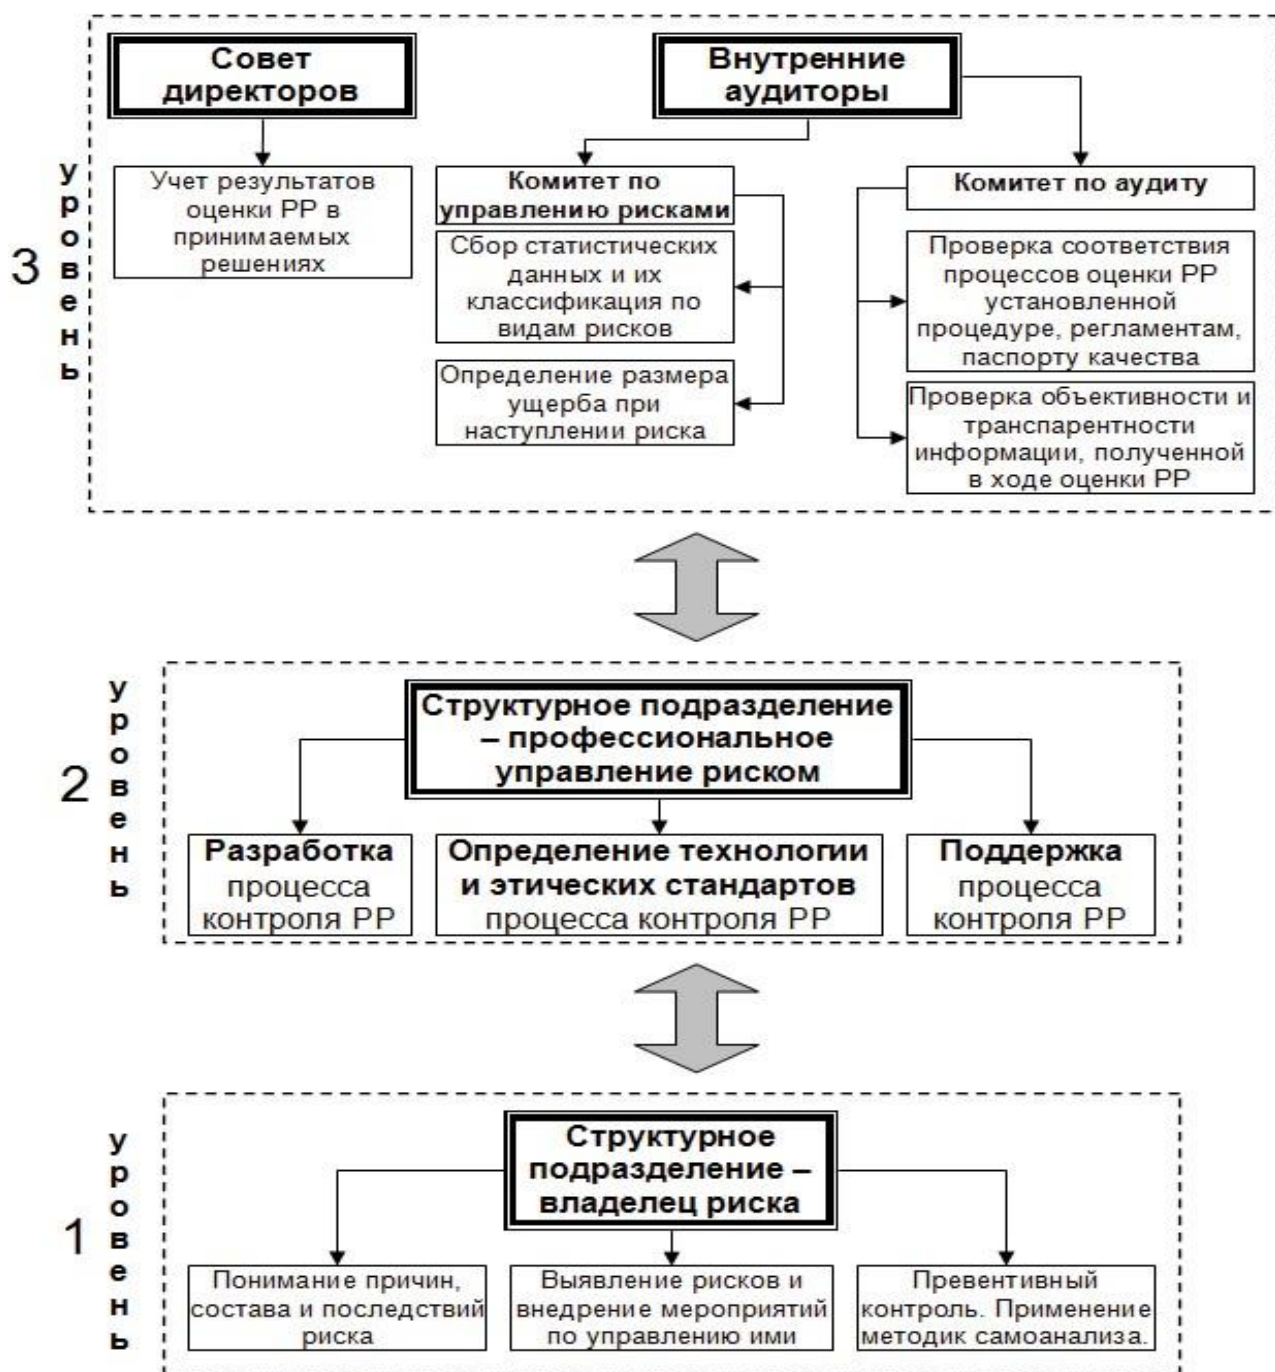 Совет
директоров
Внутренние
аудиторы
Учет результатов
оценки РР в
принимаемых
решениях
Комитет по
управлению рисками
Сбор статистических
данных и их
классификация по
видам рисков
Определение размера
ущерба при
наступлении риска
Комитет по аудиту
Проверка соответствия
процессов оценки РР
установленной
процедуре, регламентам,
паспорту качества
Проверка объективности и
транспарентности
информации, полученной
в ходе оценки РР
3 уровень
Структурное подразделение
– профессиональное
управление риском
Разработка
процесса
контроля РР
Определение технологии
и этических стандартов
процесса контроля РР
Поддержка
процесса
контроля РР
2 уровень
Структурное
подразделение –
владелец риска
Понимание причин,
состава и последствий
риска
Выявление рисков и
внедрение мероприятий
по управлению ими
Превентивный
контроль. Применение
методик самоанализа.
1 уровень